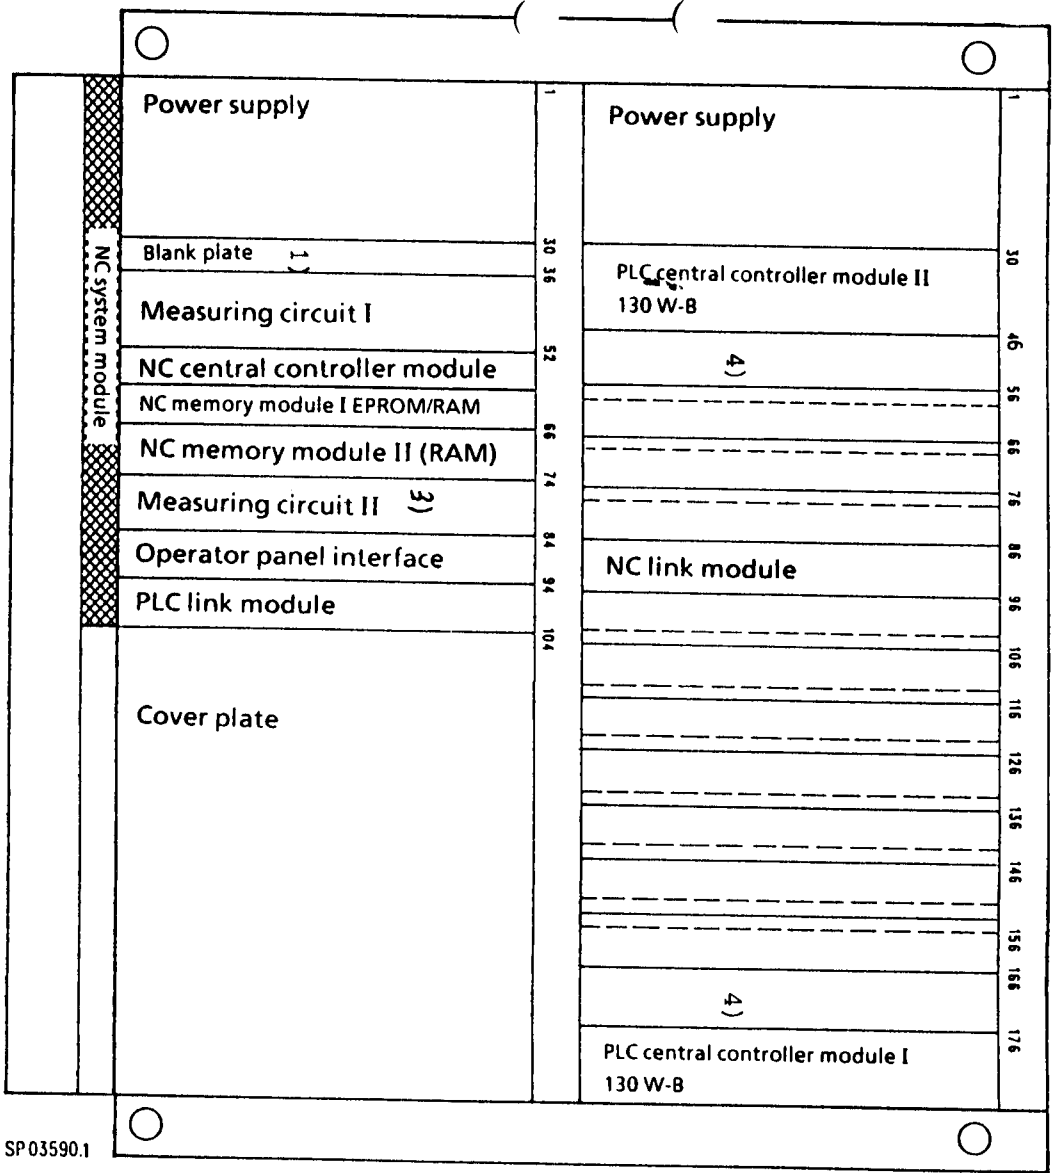 Power supply
1
Blank plate 1)
30
36
Measuring circuit I
NC central controller module
52
NC memory module I EPROM/RAM
NC memory module II (RAM)
66
Measuring circuit II 3)
74
Operator panel interface
84
PLC link module
94
104
Cover plate
NC system module
Power supply
1
PLC central controller module II
130 W-B
30
4)
46
56
66
76
NC link module
86
96
106
116
126
136
146
156
4)
166
PLC central controller module I
130 W-B
176
SP 03590.1